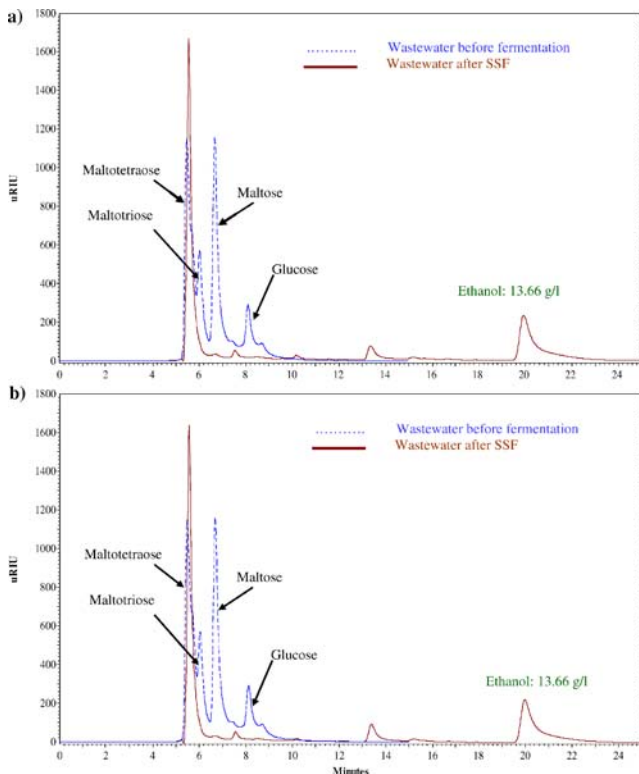 a)
1800
1600
1400
1200
1000
800
600
400
200
0
uRIU
Wastewater before fermentation
Wastewater after SSF
Maltotetraose
Maltotriose
Maltose
Glucose
Ethanol: 13.66 g/l
0 2 4 6 8 10 12 14 16 18 20 22 24
b)
1800
1600
1400
1200
1000
800
600
400
200
0
uRIU
Wastewater before fermentation
Wastewater after SSF
Maltotetraose
Maltotriose
Maltose
Glucose
Ethanol: 13.66 g/l
0 2 4 6 8 10 12 14 16 18 20 22 24
Minutes